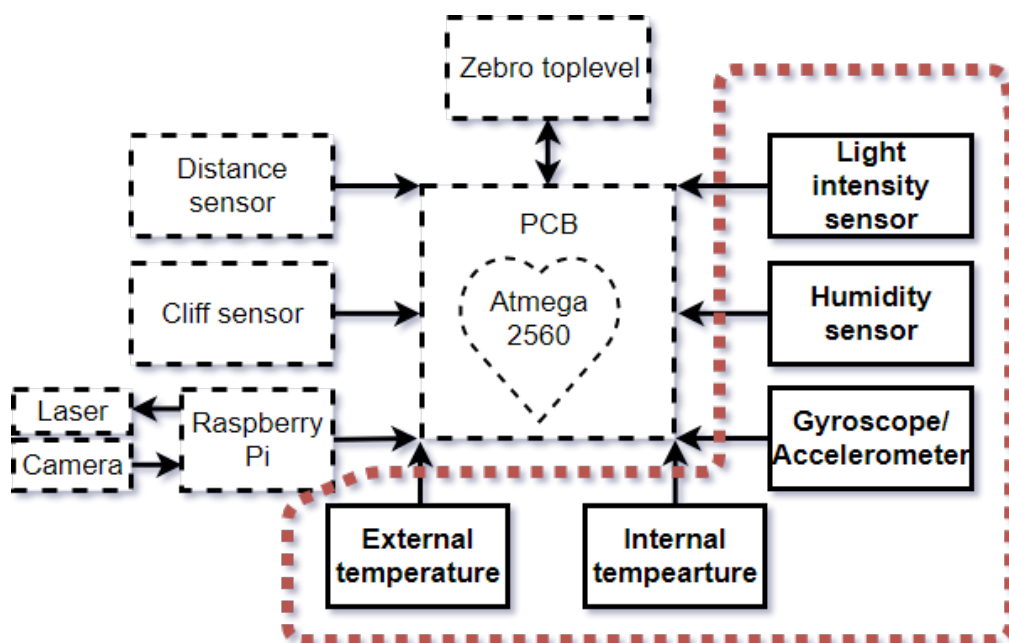 Zebro toplevel
Distance
sensor
Light
intensity
sensor
PCB
Atmega
2560
Cliff sensor
Humidity
sensor
Laser
Camera
Raspberry
Pi
Gyroscope/
Accelerometer
External
temperature
Internal
tempearture